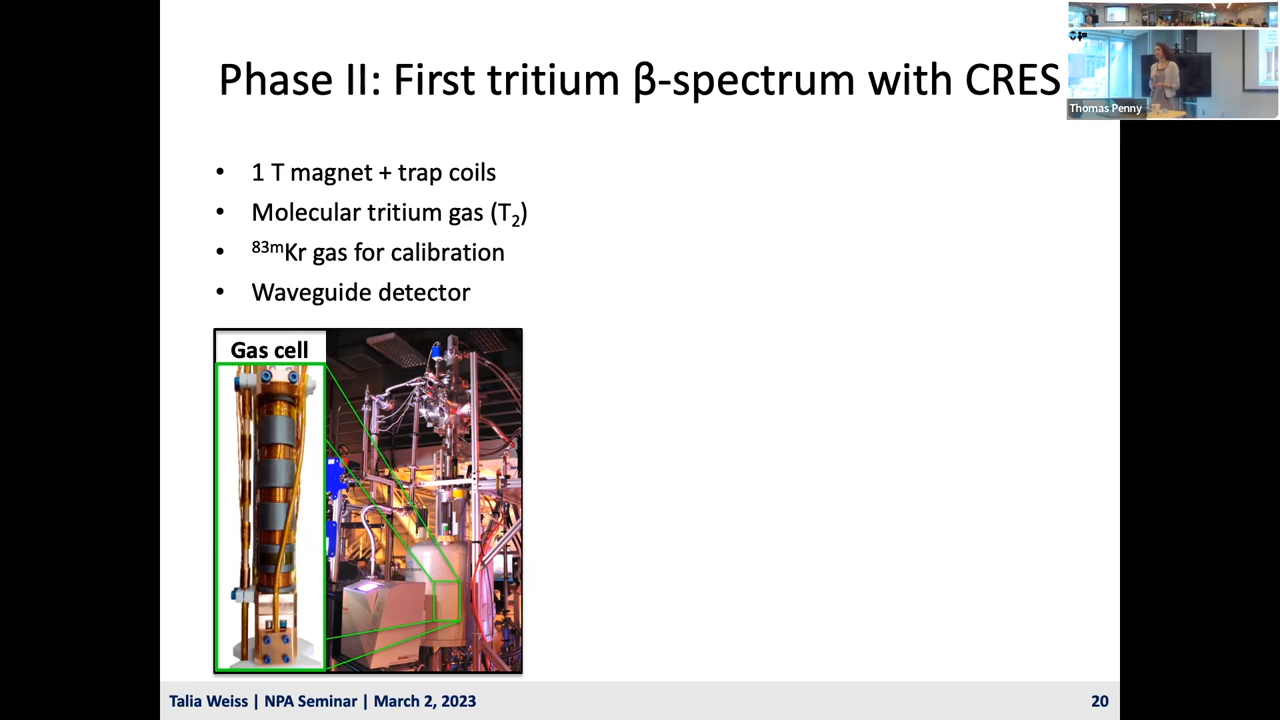 Phase II: First tritium β-spectrum with CRES
Thomas Penny
• 1 T magnet + trap coils
• Molecular tritium gas (T₂)
• ⁸³ᵐKr gas for calibration
• Waveguide detector
Gas cell
Talia Weiss | NPA Seminar | March 2, 2023
20